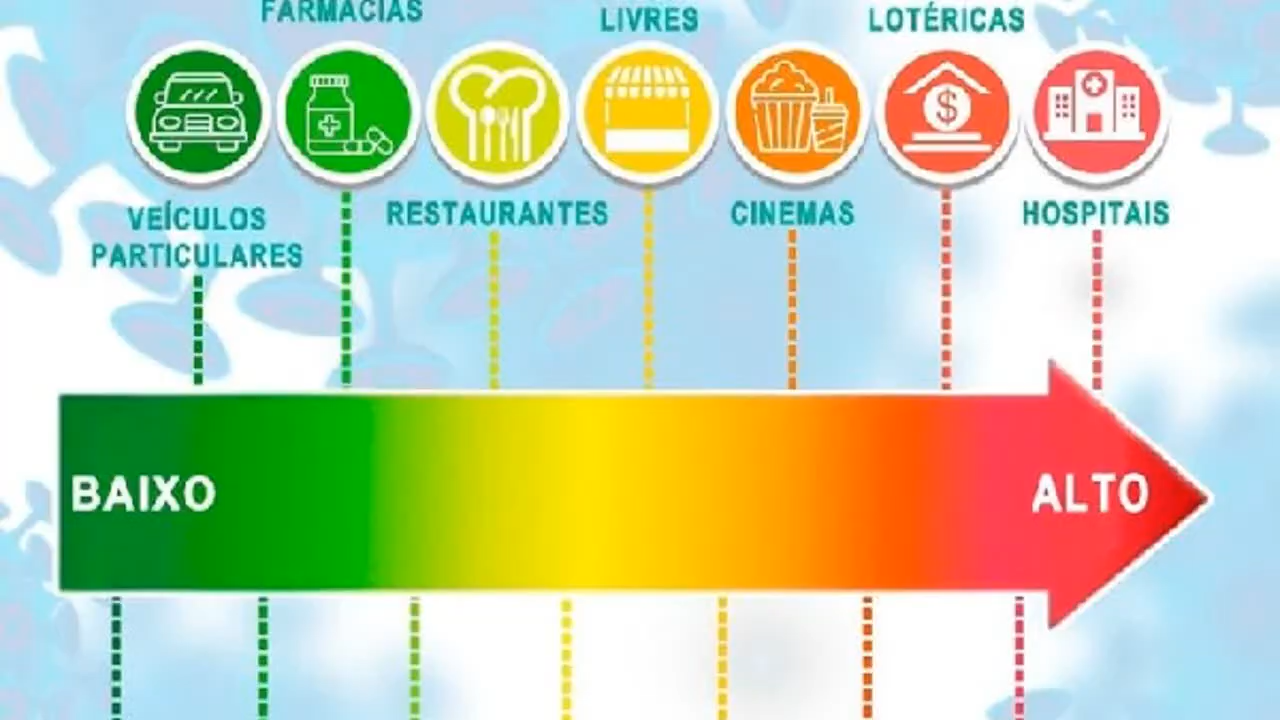 FARMÁCIAS
LIVRES
LOTÉRICAS
$
VEÍCULOS
PARTICULARES
RESTAURANTES
CINEMAS
HOSPITAIS
BAIXO
ALTO